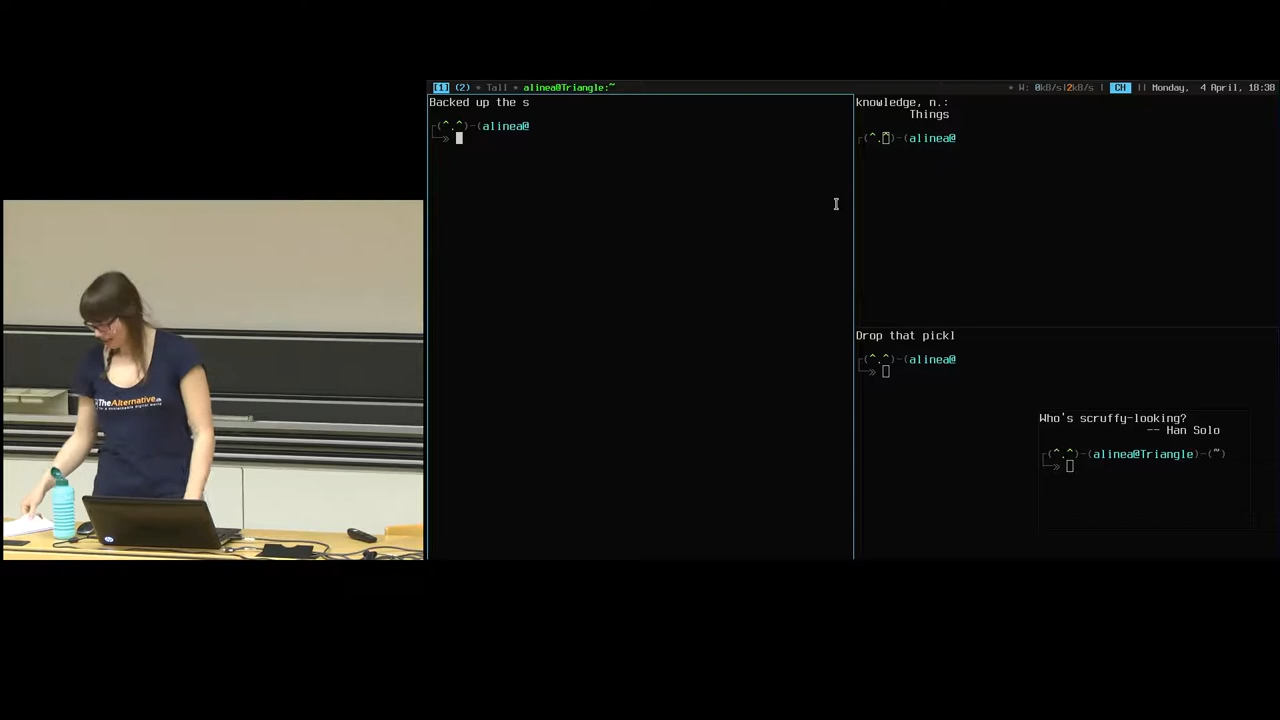 [1] (2) * Tall * alinea@Triangle:~
* W: 0kB/s|2kB/s | CH || Monday, 4 April, 18:38
Backed up the s
┌(^.^)-(alinea@
└─»
knowledge, n.:
Things
┌(^.^)-(alinea@
Drop that pickl
┌(^.^)-(alinea@
└─»
Who's scruffy-looking?
-- Han Solo
┌(^.^)-(alinea@Triangle)-(~)
└─»
TheAlternative
hp